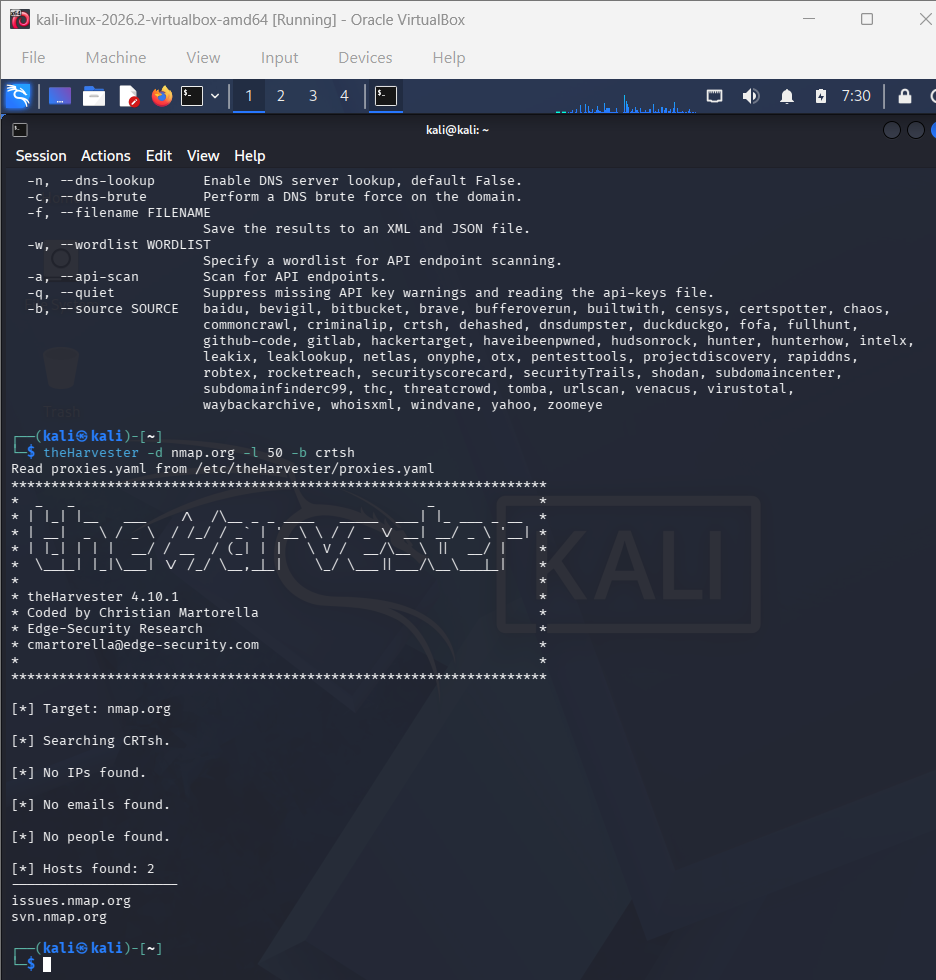 kali-linux-2026.2-virtualbox-amd64 [Running] - Oracle VirtualBox
File Machine View Input Devices Help
1 2 3 4 7:30
kali@kali: ~
Session Actions Edit View Help
-n, --dns-lookup Enable DNS server lookup, default False.
-c, --dns-brute Perform a DNS brute force on the domain.
-f, --filename FILENAME
Save the results to an XML and JSON file.
-w, --wordlist WORDLIST
Specify a wordlist for API endpoint scanning.
-a, --api-scan Scan for API endpoints.
-q, --quiet Suppress missing API key warnings and reading the api-keys file.
-b, --source SOURCE baidu, bevigil, bitbucket, brave, bufferoverun, builtwith, censys, certspotter, chaos,
commoncrawl, criminalip, crtsh, dehashed, dnsdumpster, duckduckgo, fofa, fullhunt,
github-code, gitlab, hackertarget, haveibeenpwned, hudsonrock, hunter, hunterhow, intelx,
leakix, leaklookup, netlas, onyphe, otx, pentesttools, projectdiscovery, rapiddns,
robtex, rocketreach, securityscorecard, securityTrails, shodan, subdomaincenter,
subdomainfinderc99, thc, threatcrowd, tomba, urlscan, venacus, virustotal,
waybackarchive, whoisxml, windvane, yahoo, zoomeye
Trash
┌──(kali㉿kali)-[~]
└─$ theHarvester -d nmap.org -l 50 -b crtsh
Read proxies.yaml from /etc/theHarvester/proxies.yaml
*******************************************************************
theHarvester
KALI
*
* theHarvester 4.10.1 *
* Coded by Christian Martorella *
* Edge-Security Research *
* cmartorella@edge-security.com *
* *
*******************************************************************
[*] Target: nmap.org
[*] Searching CRTsh.
[*] No IPs found.
[*] No emails found.
[*] No people found.
[*] Hosts found: 2
---------------------
issues.nmap.org
svn.nmap.org
┌──(kali㉿kali)-[~]
└─$